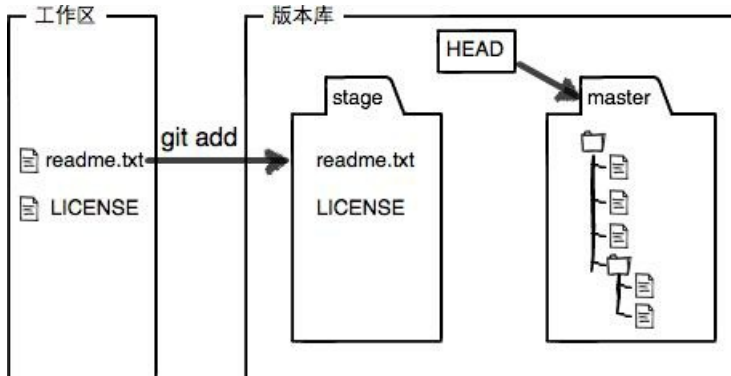 工作区
版本库
HEAD
stage
master
git add
readme.txt
readme.txt
LICENSE
LICENSE